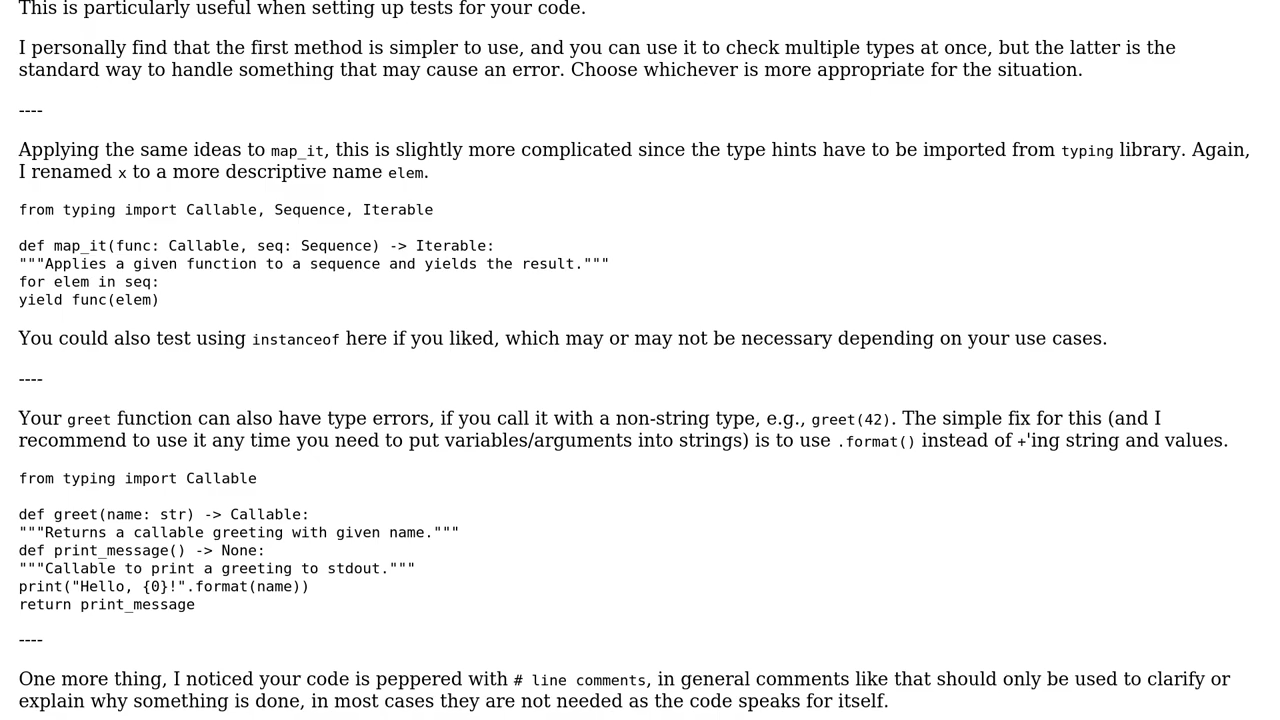 This is particularly useful when setting up tests for your code.
I personally find that the first method is simpler to use, and you can use it to check multiple types at once, but the latter is the
standard way to handle something that may cause an error. Choose whichever is more appropriate for the situation.
----
Applying the same ideas to map_it, this is slightly more complicated since the type hints have to be imported from typing library. Again,
I renamed x to a more descriptive name elem.
from typing import Callable, Sequence, Iterable
def map_it(func: Callable, seq: Sequence) -> Iterable:
"""Applies a given function to a sequence and yields the result."""
for elem in seq:
yield func(elem)
You could also test using instanceof here if you liked, which may or may not be necessary depending on your use cases.
----
Your greet function can also have type errors, if you call it with a non-string type, e.g., greet(42). The simple fix for this (and I
recommend to use it any time you need to put variables/arguments into strings) is to use .format() instead of +'ing string and values.
from typing import Callable
def greet(name: str) -> Callable:
"""Returns a callable greeting with given name."""
def print_message() -> None:
"""Callable to print a greeting to stdout."""
print("Hello, {0}!".format(name))
return print_message
----
One more thing, I noticed your code is peppered with # line comments, in general comments like that should only be used to clarify or
explain why something is done, in most cases they are not needed as the code speaks for itself.